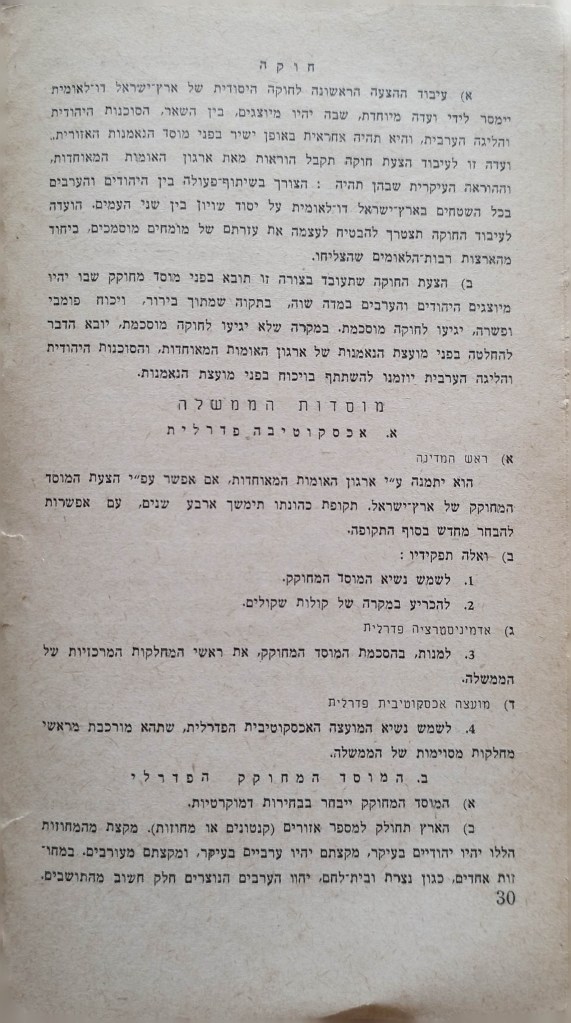 חוקה
א) עיבוד ההצעה הראשונה לחוקה היסודית של ארץ־ישראל דו־לאומית
יימסר לידי ועדה מיוחדת, שבה יהיו מיוצגים, בין השאר, הסוכנות היהודית
והליגה הערבית, והיא תהיה אחראית באופן ישיר בפני מוסד הנאמנות האזורית.
ועדה זו לעיבוד הצעת חוקה תקבל הוראות מאת ארגון האומות המאוחדות,
וההוראה העיקרית שבהן תהיה : הצורך בשיתוף־פעולה בין היהודים והערבים
בכל השטחים בארץ־ישראל דו־לאומית על יסוד שויון בין שני העמים. הועדה
לעיבוד החוקה תצטרך להבטיח לעצמה את עזרתם של מומחים מוסמכים, ביחוד
מהארצות רבות־הלאומים שהצליחו.
ב) הצעת החוקה שתעובד בצורה זו תובא בפני מוסד מחוקק שבו יהיו
מיוצגים היהודים והערבים במדה שוה, בתקוה שמתוך בירור, ויכוח פומבי
ופשרה, יגיעו לחוקה מוסכמת. במקרה שלא יגיעו לחוקה מוסכמת, יובא הדבר
להחלטה בפני מועצת הנאמנות של ארגון האומות המאוחדות, והסוכנות היהודית
והליגה הערבית יוזמנו להשתתף בויכוח בפני מועצת הנאמנות.
מוסדות הממשלה
א. אכסקוטיבה פדרלית
א) ראש המדינה
הוא יתמנה ע״י ארגון האומות המאוחדות, אם אפשר עפ״י הצעת המוסד
המחוקק של ארץ־ישראל. תקופת כהונתו תימשך ארבע שנים, עם אפשרות
להבחר מחדש בסוף התקופה.
ב) ואלה תפקידיו :
1. לשמש נשיא המוסד המחוקק.
2. להכריע במקרה של קולות שקולים.
ג) אדמיניסטרציה פדרלית
3. למנות, בהסכמת המוסד המחוקק, את ראשי המחלקות המרכזיות של
הממשלה.
ד) מועצה אכסקוטיבית פדרלית
4. לשמש נשיא המועצה האכסקוטיבית הפדרלית, שתהא מורכבת מראשי
מחלקות מסוימות של הממשלה.
ב. המוסד המחוקק הפדרלי
א) המוסד המחוקק ייבחר בבחירות דמוקרטיות.
ב) הארץ תחולק למספר אזורים (קנטונים או מחוזות). מקצת מהמחוזות
הללו יהיו יהודיים בעיקר, מקצתם יהיו ערביים בעיקר, ומקצתם מעורבים. במחו־
זות אחדים, כגון נצרת ובית־לחם, יהוו הערבים הנוצרים חלק חשוב מהתושבים.
30